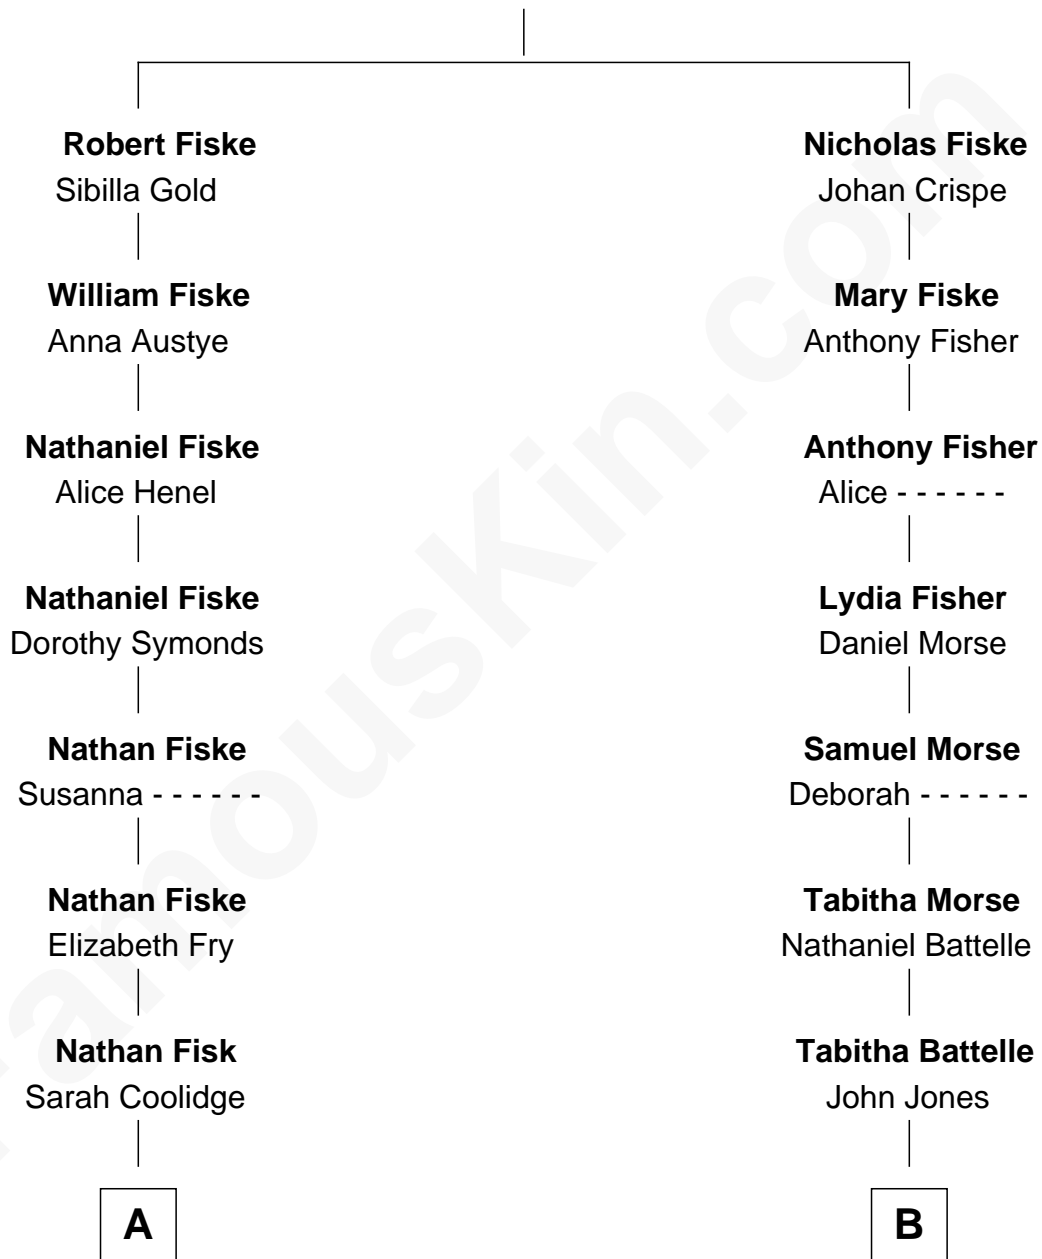 Robert Fiske
Sibilla Gold
Nicholas Fiske
Johan Crispe
William Fiske
Anna Austye
Mary Fiske
Anthony Fisher
Nathaniel Fiske
Alice Henel
Anthony Fisher
Alice - - - - - -
Nathaniel Fiske
Dorothy Symonds
Lydia Fisher
Daniel Morse
Nathan Fiske
Susanna - - - - - -
Samuel Morse
Deborah - - - - - -
Nathan Fiske
Elizabeth Fry
Tabitha Morse
Nathaniel Battelle
Nathan Fisk
Sarah Coolidge
Tabitha Battelle
John Jones
A
B
FamousKin.com